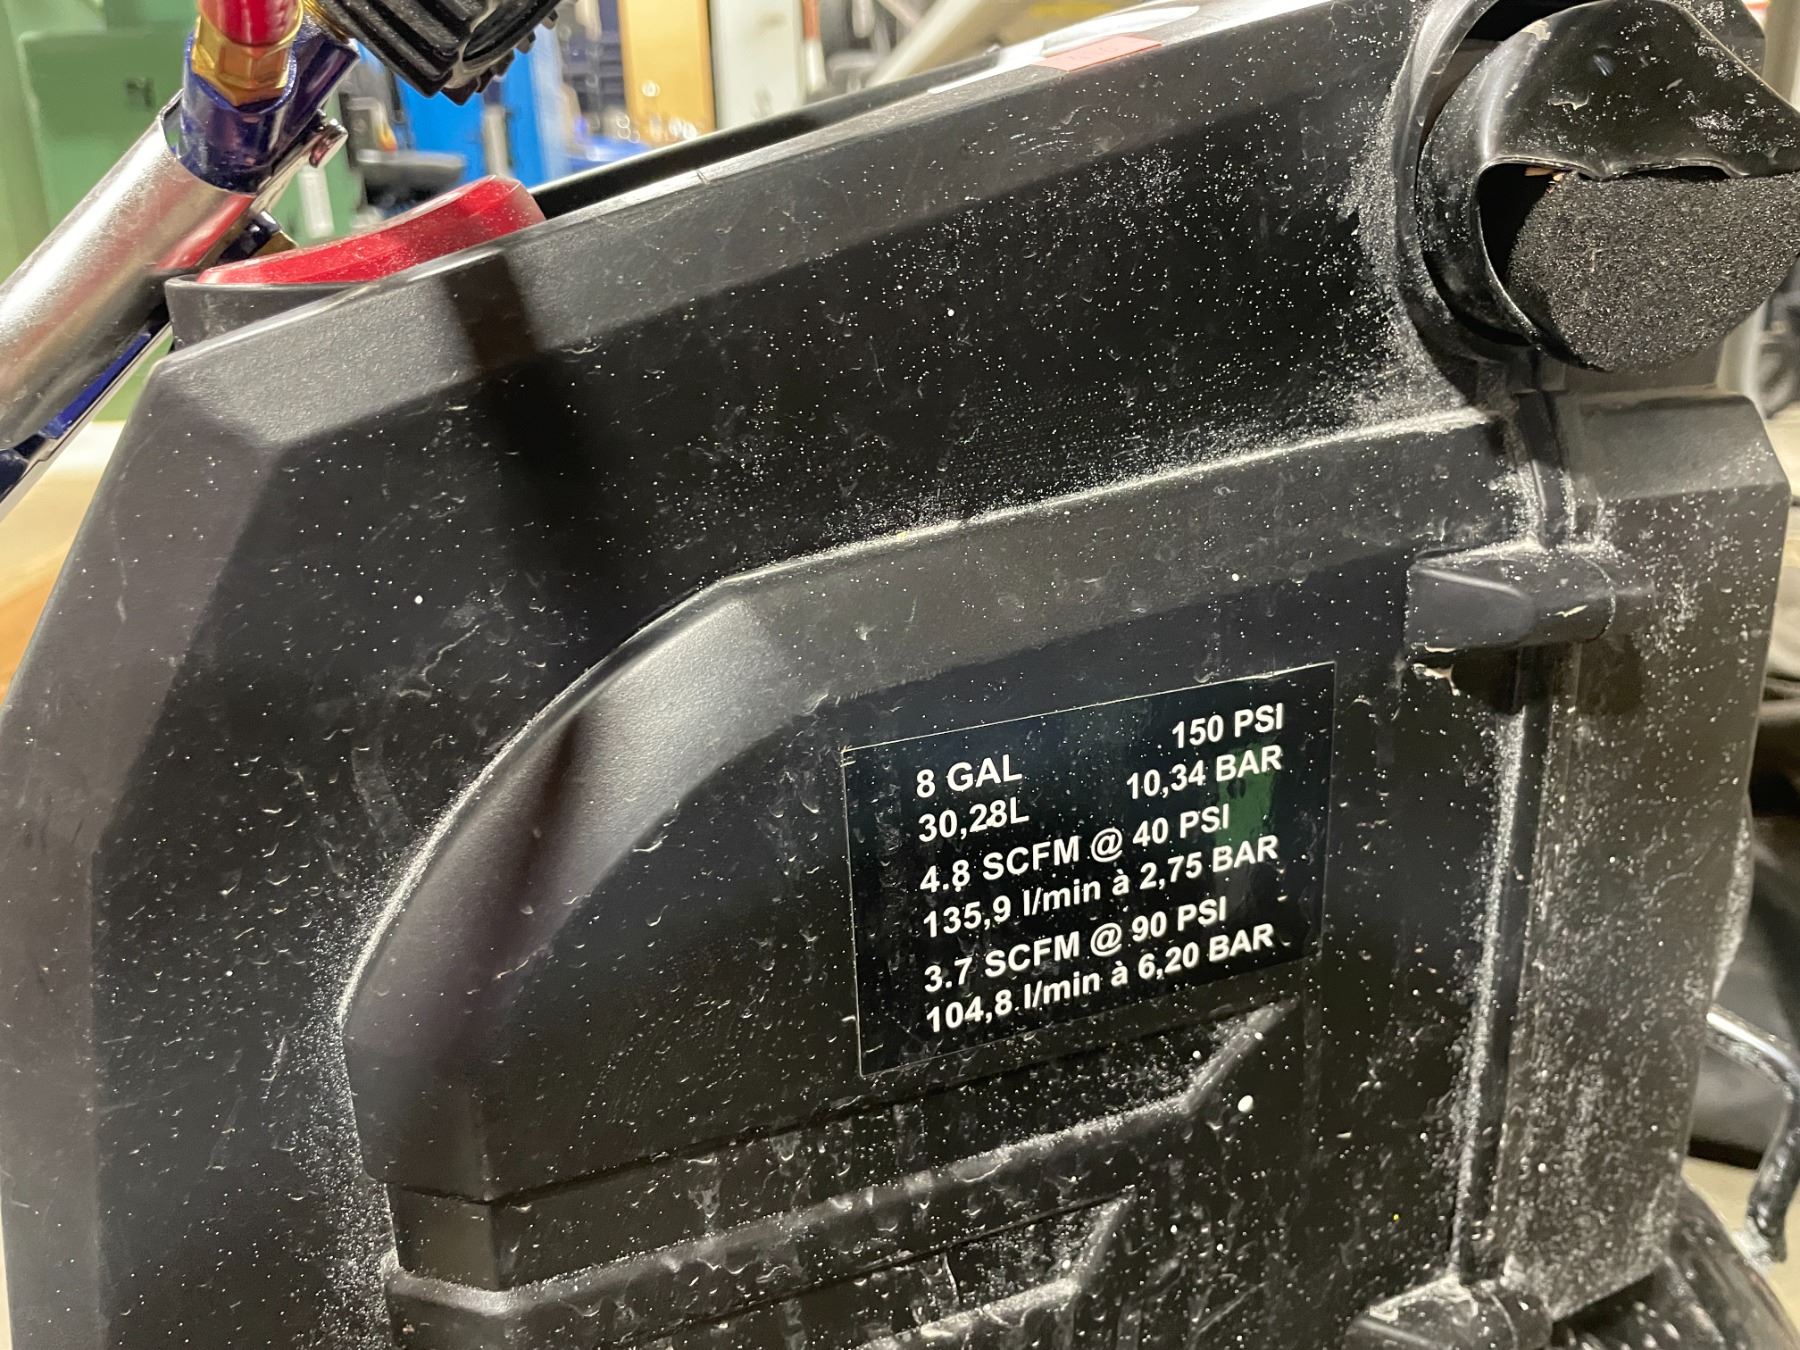 8 GAL 150 PSI
30,28L 10,34 BAR
4.8 SCFM @ 40 PSI
135,9 l/min à 2,75 BAR
3.7 SCFM @ 90 PSI
104,8 l/min à 6,20 BAR